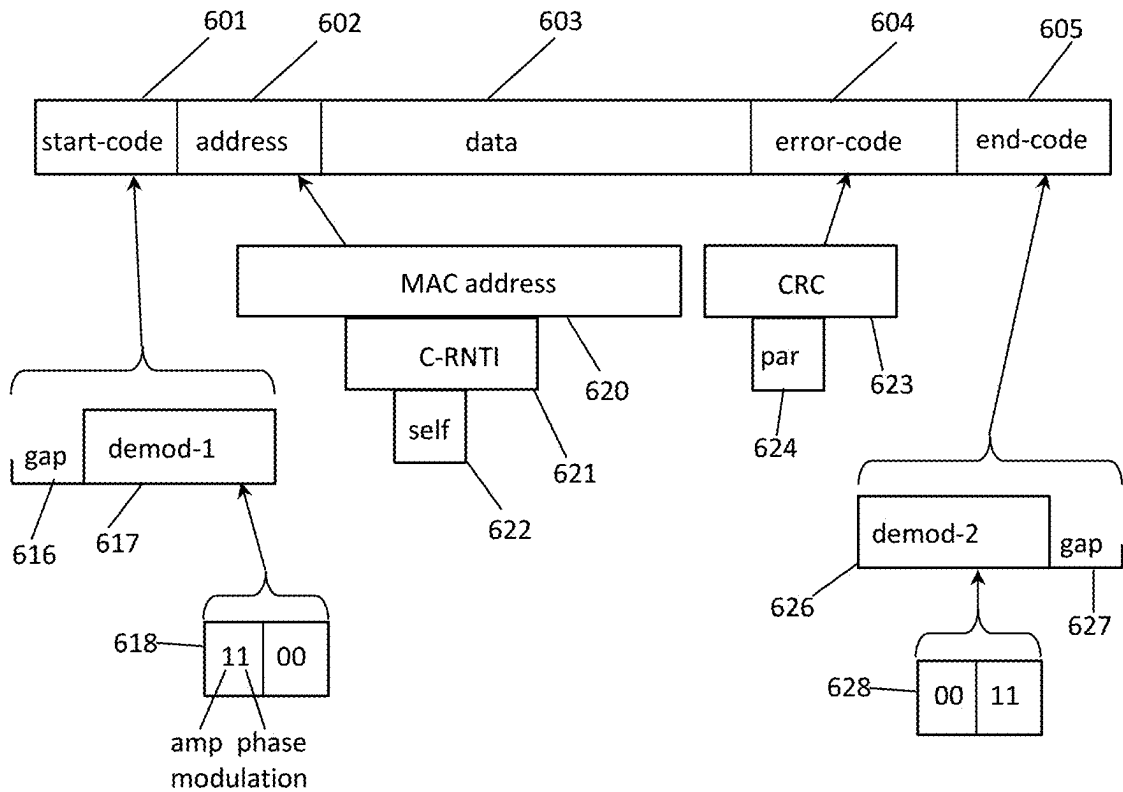 601 602 603 604 605
start-code address data error-code end-code
MAC address CRC
C-RNTI par
620 623
624
self
gap demod-1
621
622
616 617
demod-2 gap
626 627
618 11 00
628 00 11
amp phase
modulation